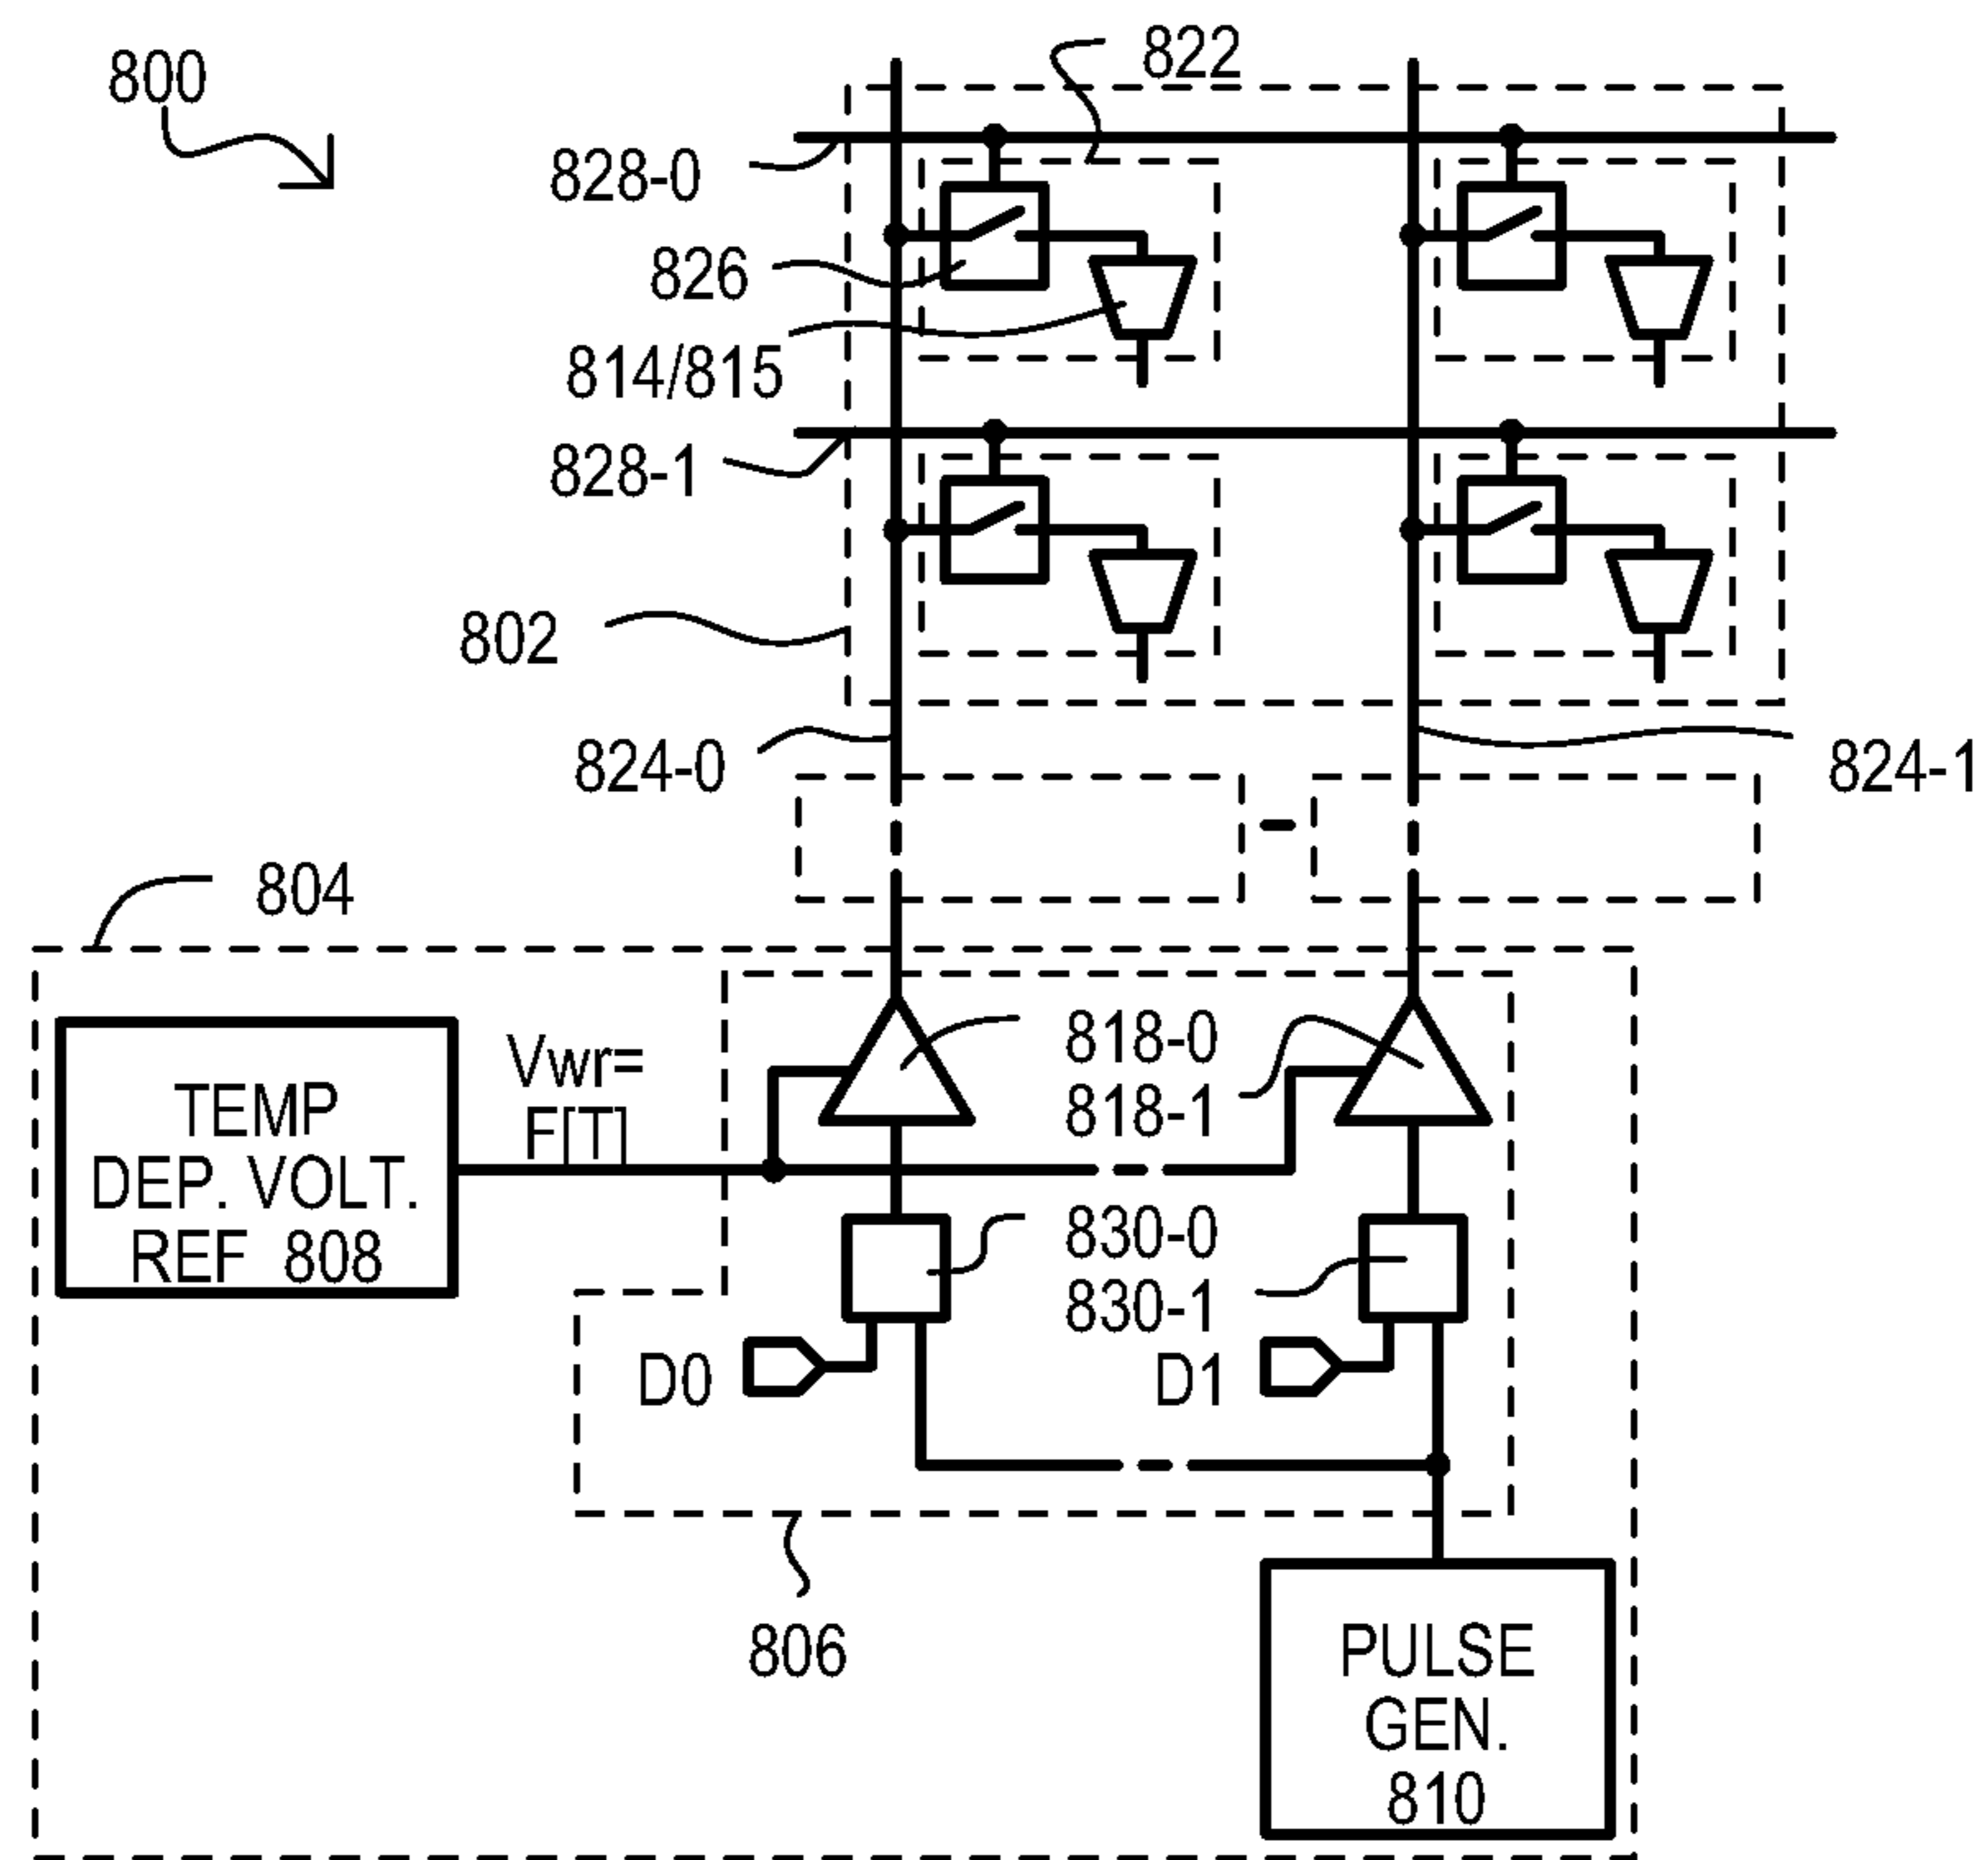 800
822
828-0
826
814/815
828-1
802
824-0
824-1
804
TEMP
DEP. VOLT.
REF 808
Vwr=
F[T]
818-0
818-1
830-0
830-1
D0
D1
806
PULSE
GEN.
810